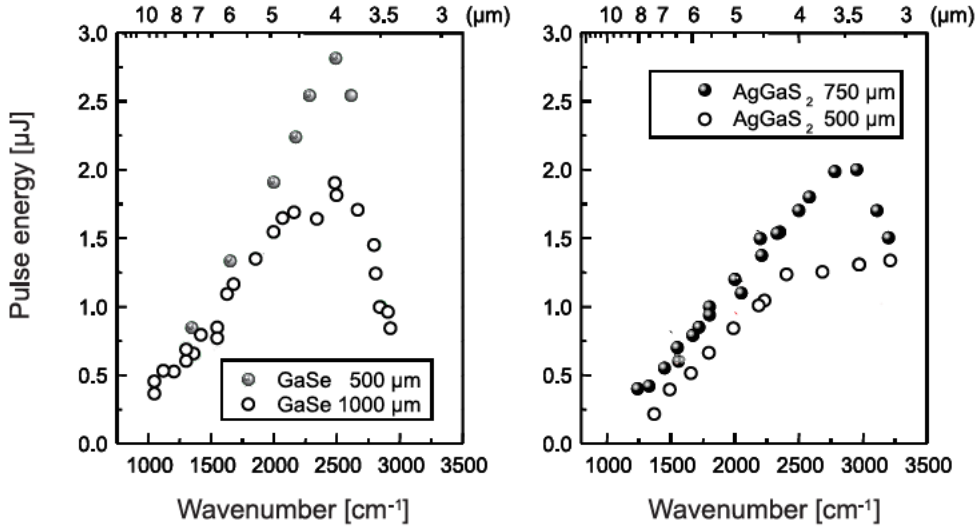 10 8 7 6 5 4 3.5 3 (μm)
3.0
2.5
2.0
1.5
1.0
0.5
0.0
Pulse energy [μJ]
GaSe 500 μm
GaSe 1000 μm
1000 1500 2000 2500 3000 3500
Wavenumber [cm⁻¹]
10 8 7 6 5 4 3.5 3 (μm)
3.0
2.5
2.0
1.5
1.0
0.5
0.0
AgGaS₂ 750 μm
AgGaS₂ 500 μm
1000 1500 2000 2500 3000 3500
Wavenumber [cm⁻¹]